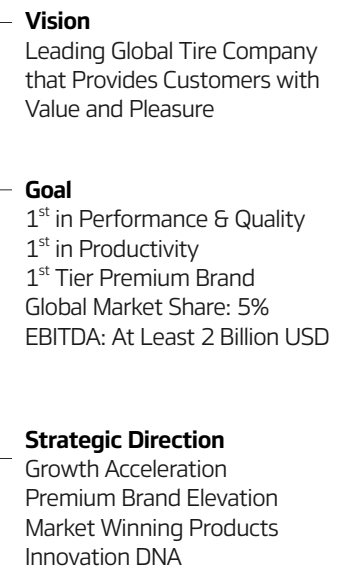 Vision
Leading Global Tire Company
that Provides Customers with
Value and Pleasure
Goal
1st in Performance & Quality
1st in Productivity
1st Tier Premium Brand
Global Market Share: 5%
EBITDA: At Least 2 Billion USD
Strategic Direction
Growth Acceleration
Premium Brand Elevation
Market Winning Products
Innovation DNA